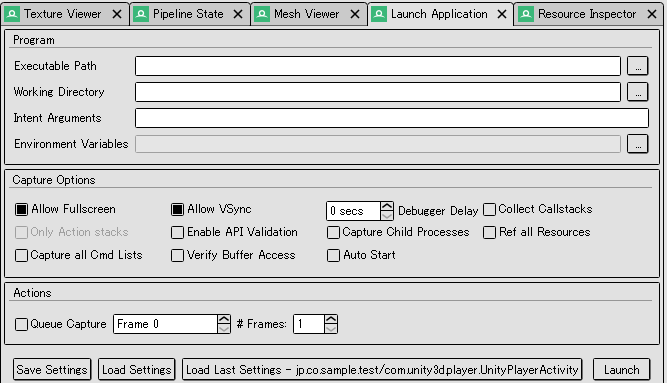 Texture Viewer Pipeline State Mesh Viewer Launch Application Resource Inspector
Program
Executable Path ...
Working Directory ...
Intent Arguments
Environment Variables ...
Capture Options
Allow Fullscreen Allow VSync 0 secs Debugger Delay Collect Callstacks
Only Action stacks Enable API Validation Capture Child Processes Ref all Resources
Capture all Cmd Lists Verify Buffer Access Auto Start
Actions
Queue Capture Frame 0 # Frames: 1
Save Settings Load Settings Load Last Settings - jp.co.sample.test/com.unity3d.player.UnityPlayerActivity Launch